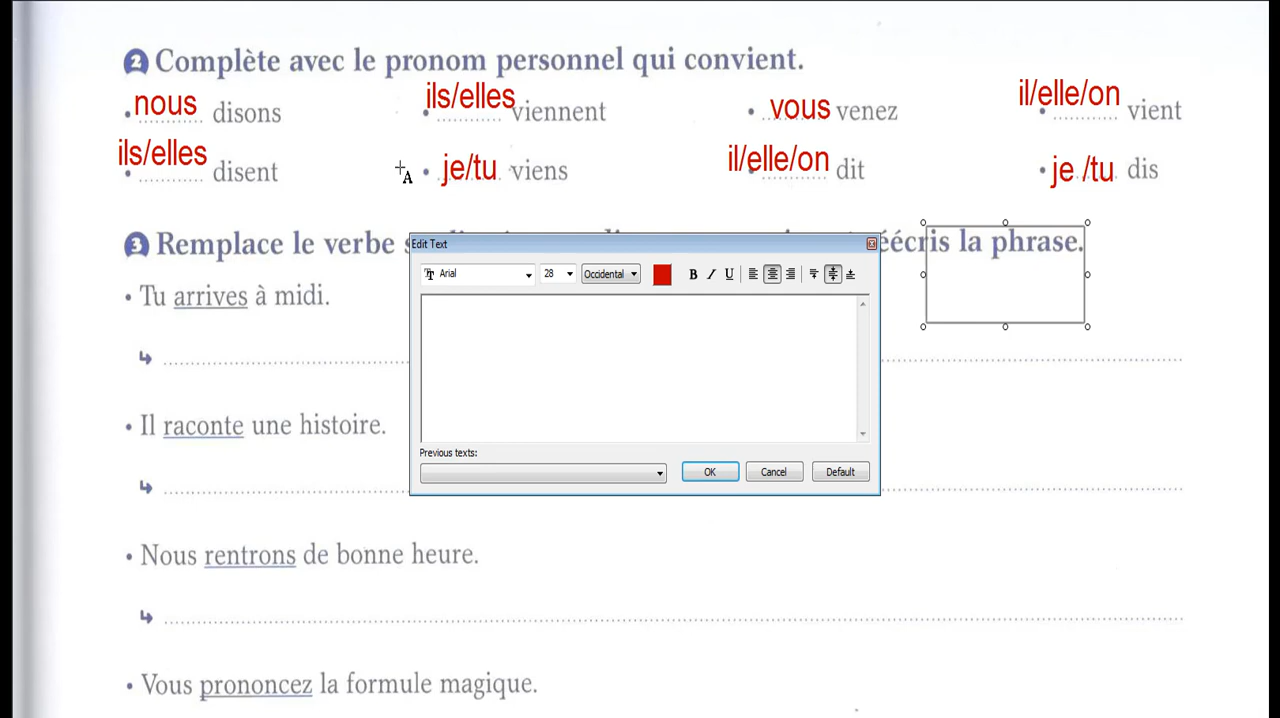 2 Complète avec le pronom personnel qui convient.
• nous disons • ils/elles viennent • vous venez • il/elle/on vient
• ils/elles disent • je/tu viens • il/elle/on dit • je /tu dis
3 Remplace le verbe éécris la phrase.
Edit Text
Arial 28 Occidental B I U
• Tu arrives à midi.
• Il raconte une histoire.
Previous texts:
OK Cancel Default
• Nous rentrons de bonne heure.
• Vous prononcez la formule magique.
A